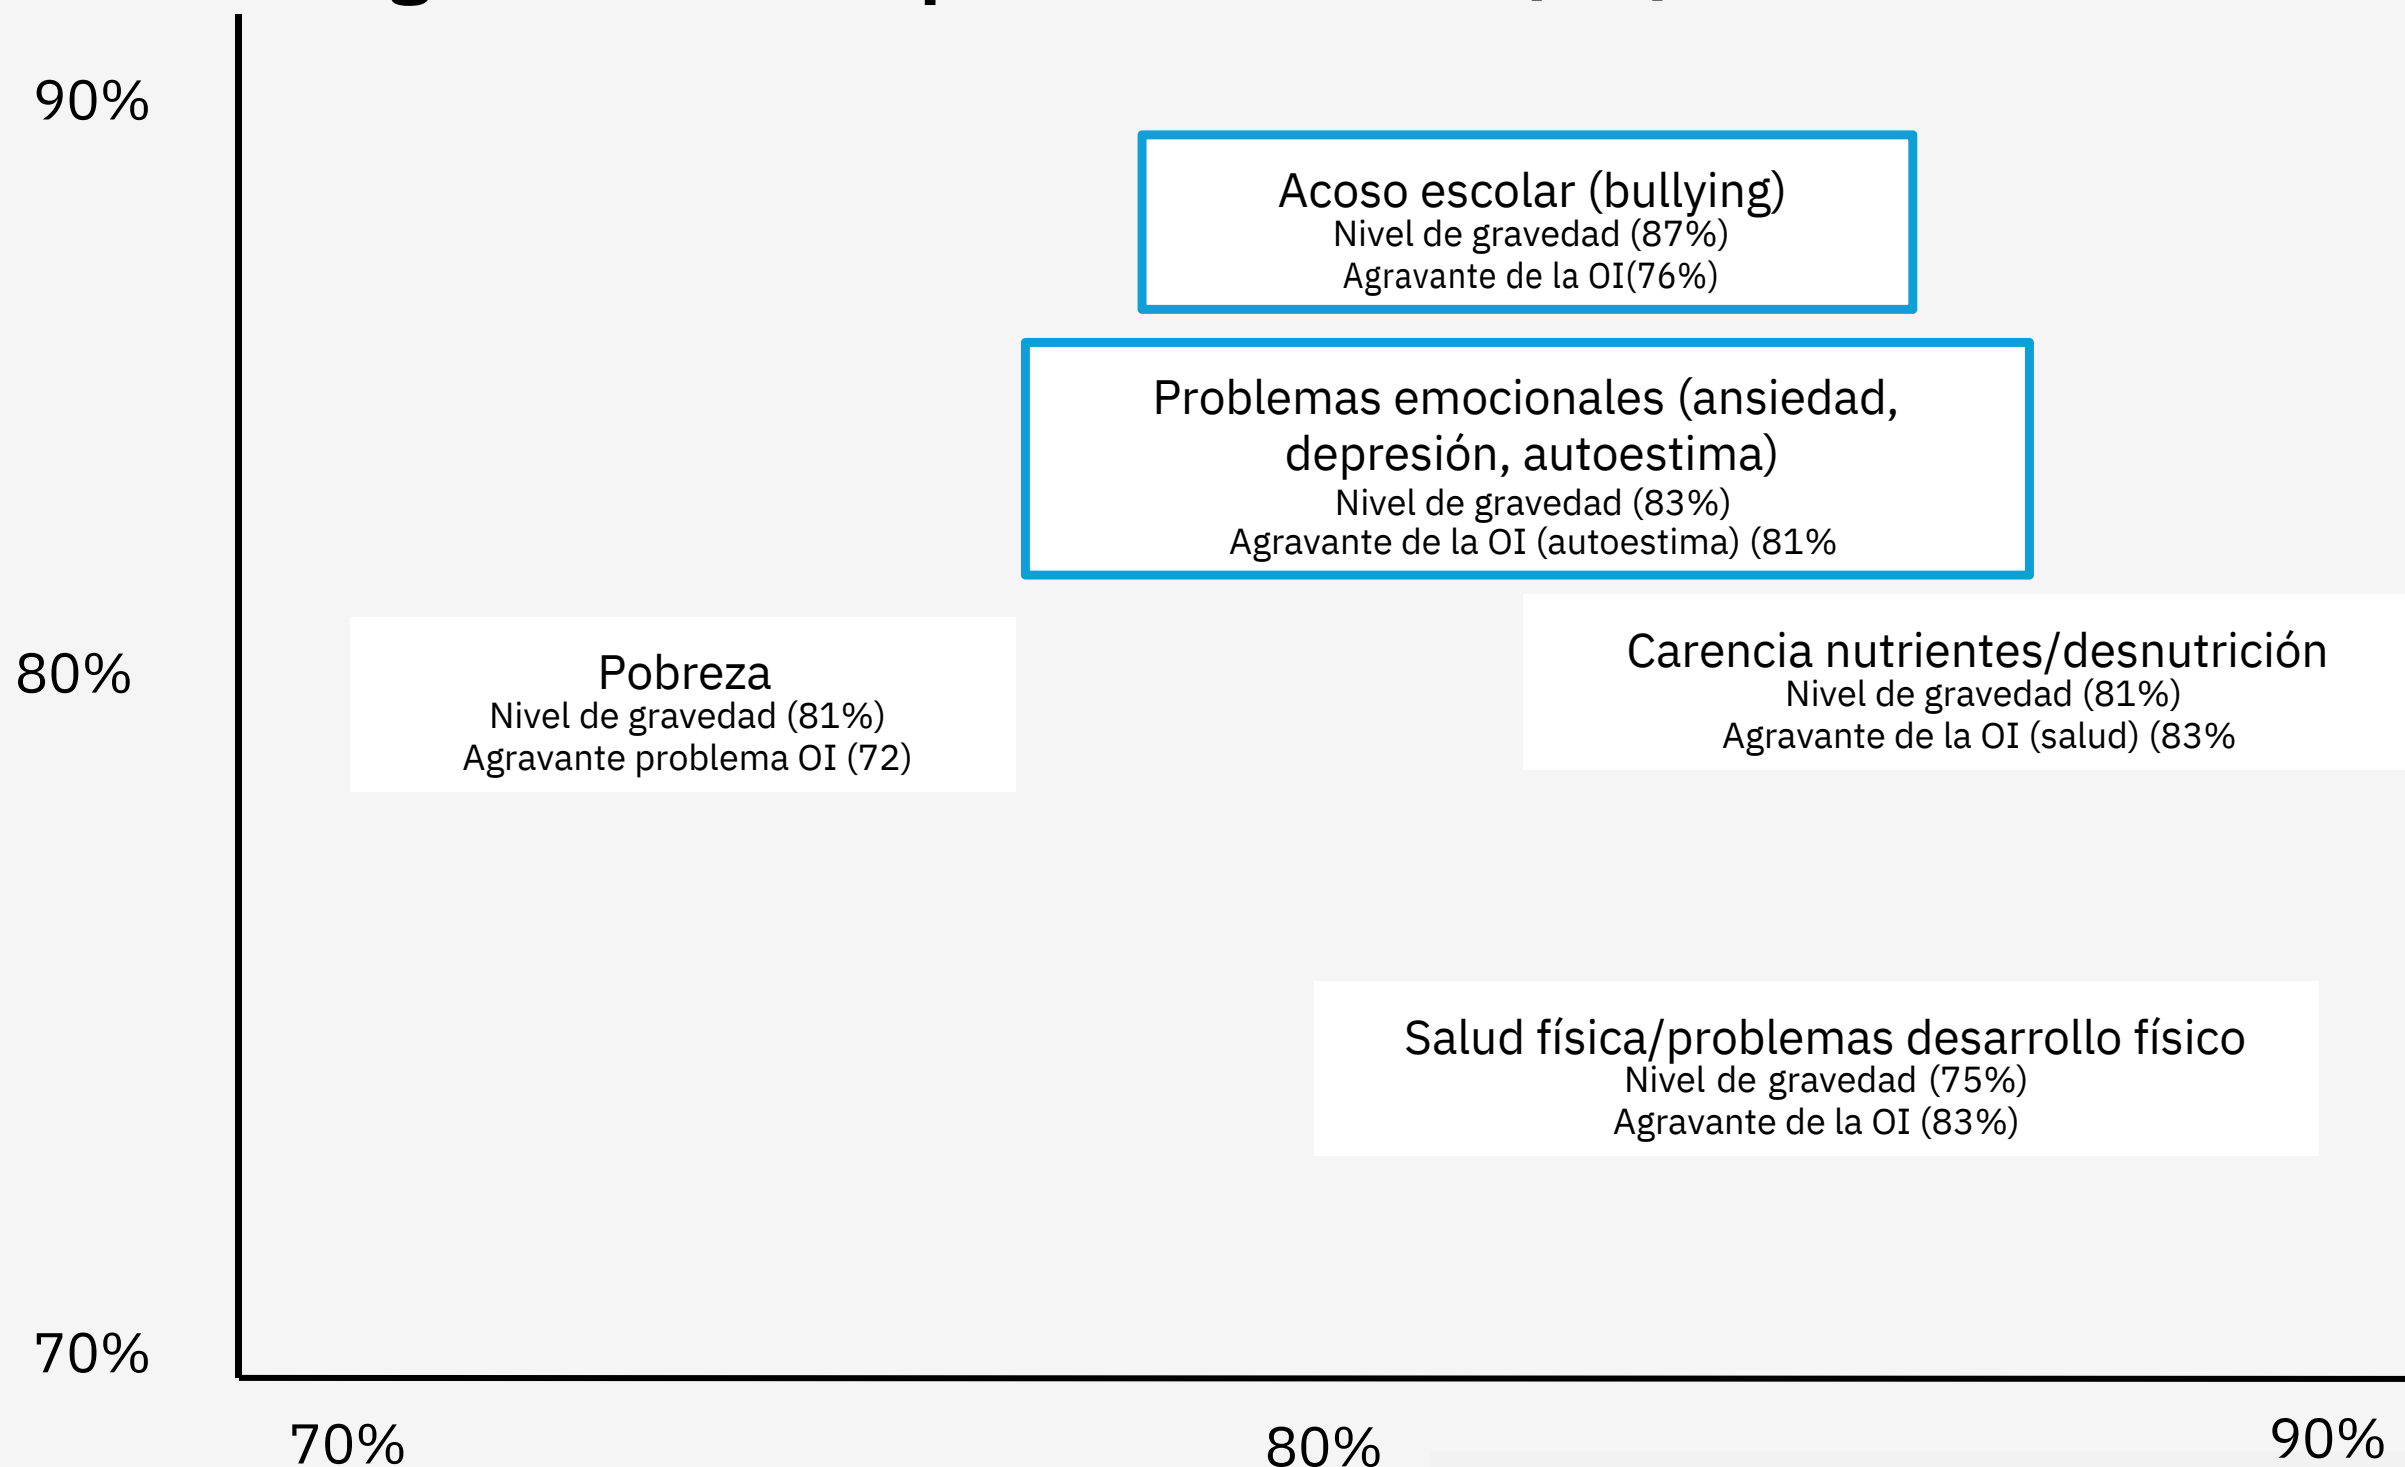 90%
Acoso escolar (bullying)
Nivel de gravedad (87%)
Agravante de la OI(76%)
Problemas emocionales (ansiedad,
depresión, autoestima)
Nivel de gravedad (83%)
Agravante de la OI (autoestima) (81%
80%
Pobreza
Nivel de gravedad (81%)
Agravante problema OI (72)
Carencia nutrientes/desnutrición
Nivel de gravedad (81%)
Agravante de la OI (salud) (83%
Salud física/problemas desarrollo físico
Nivel de gravedad (75%)
Agravante de la OI (83%)
70%
70%
80%
90%